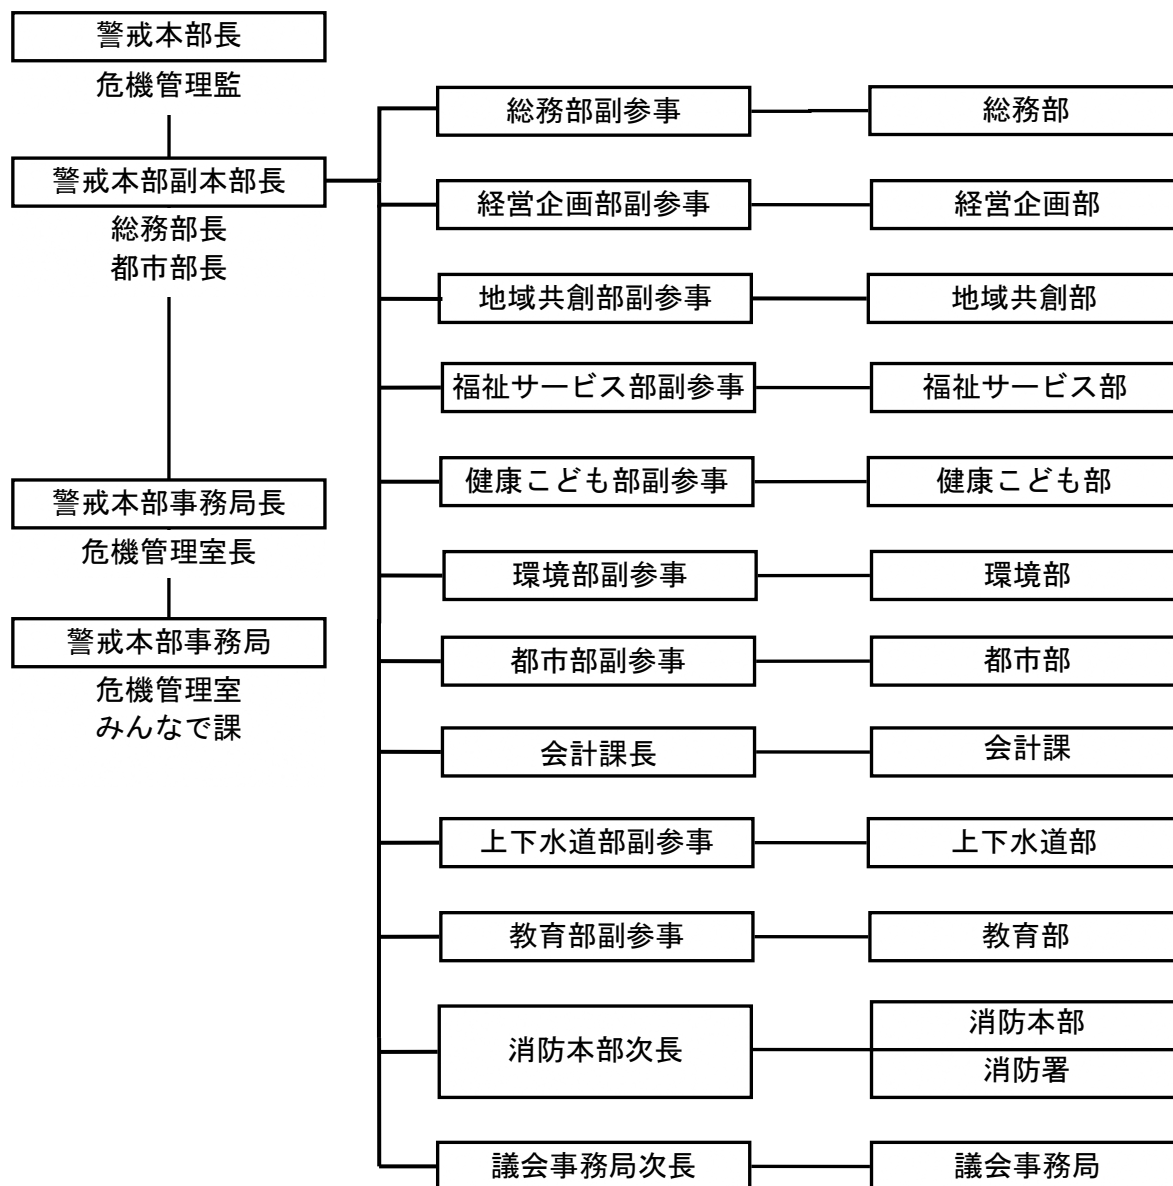 警戒本部長
危機管理監
警戒本部副本部長
総務部長
都市部長
警戒本部事務局長
危機管理室長
警戒本部事務局
危機管理室
みんなで課
総務部副参事
総務部
経営企画部副参事
経営企画部
地域共創部副参事
地域共創部
福祉サービス部副参事
福祉サービス部
健康こども部副参事
健康こども部
環境部副参事
環境部
都市部副参事
都市部
会計課長
会計課
上下水道部副参事
上下水道部
教育部副参事
教育部
消防本部次長
消防本部
消防署
議会事務局次長
議会事務局